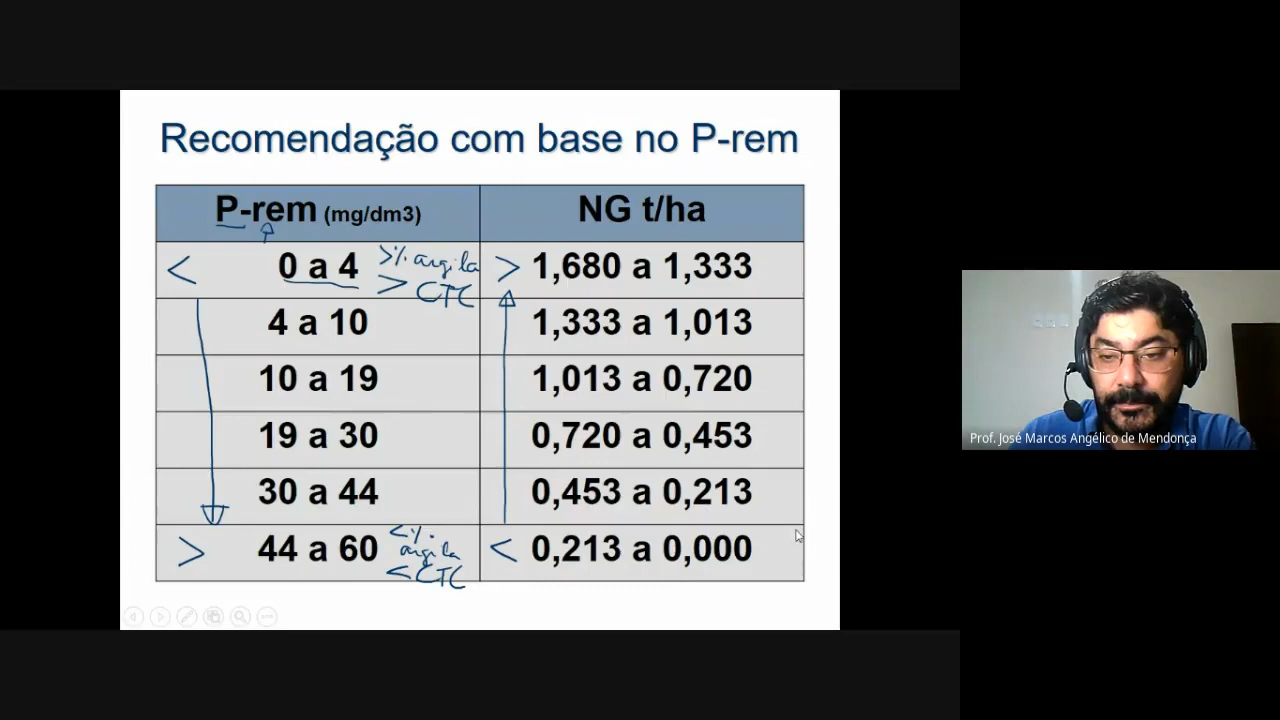 Recomendação com base no P-rem
P-rem (mg/dm3) NG t/ha
< 0 a 4 >% argila > 1,680 a 1,333
> CTC
4 a 10 1,333 a 1,013
10 a 19 1,013 a 0,720
19 a 30 0,720 a 0,453
30 a 44 0,453 a 0,213
> 44 a 60 <% argila < 0,213 a 0,000
< CTC
Prof. José Marcos Angélico de Mendonça